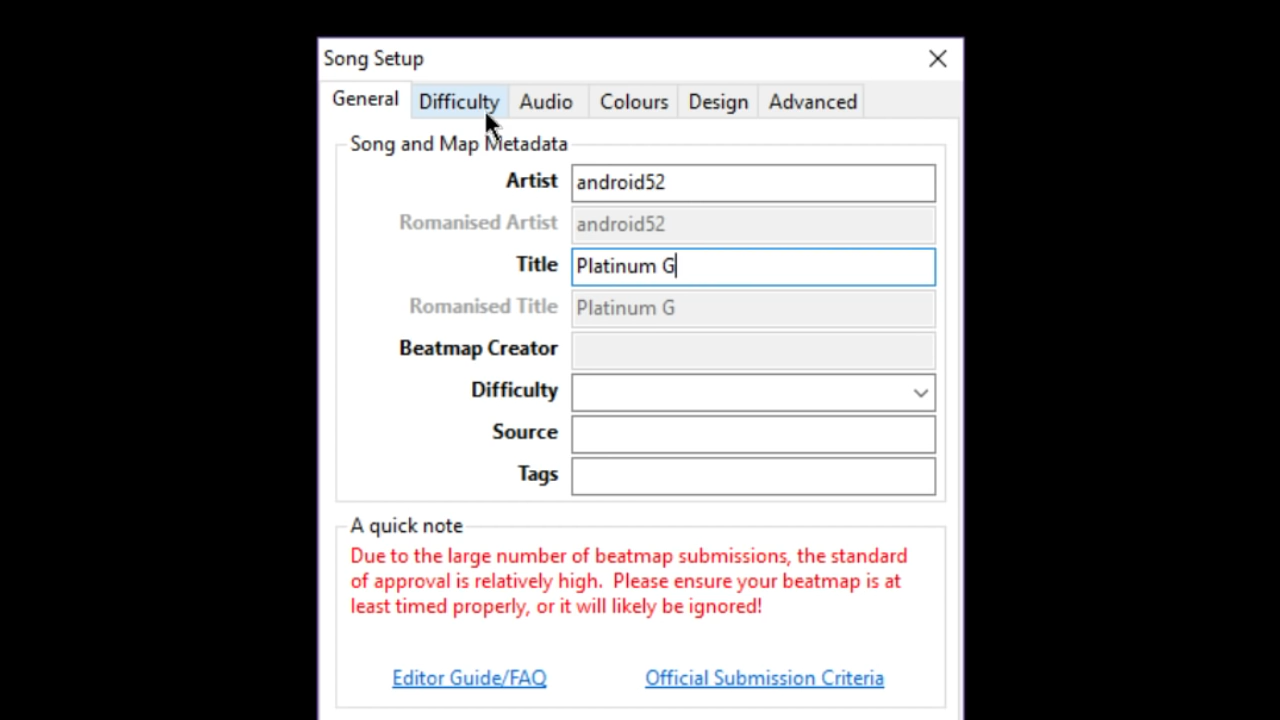 Song Setup
General Difficulty Audio Colours Design Advanced
Song and Map Metadata
Artist android52
Romanised Artist android52
Title Platinum G
Romanised Title Platinum G
Beatmap Creator
Difficulty
Source
Tags
A quick note
Due to the large number of beatmap submissions, the standard
of approval is relatively high. Please ensure your beatmap is at
least timed properly, or it will likely be ignored!
Editor Guide/FAQ Official Submission Criteria